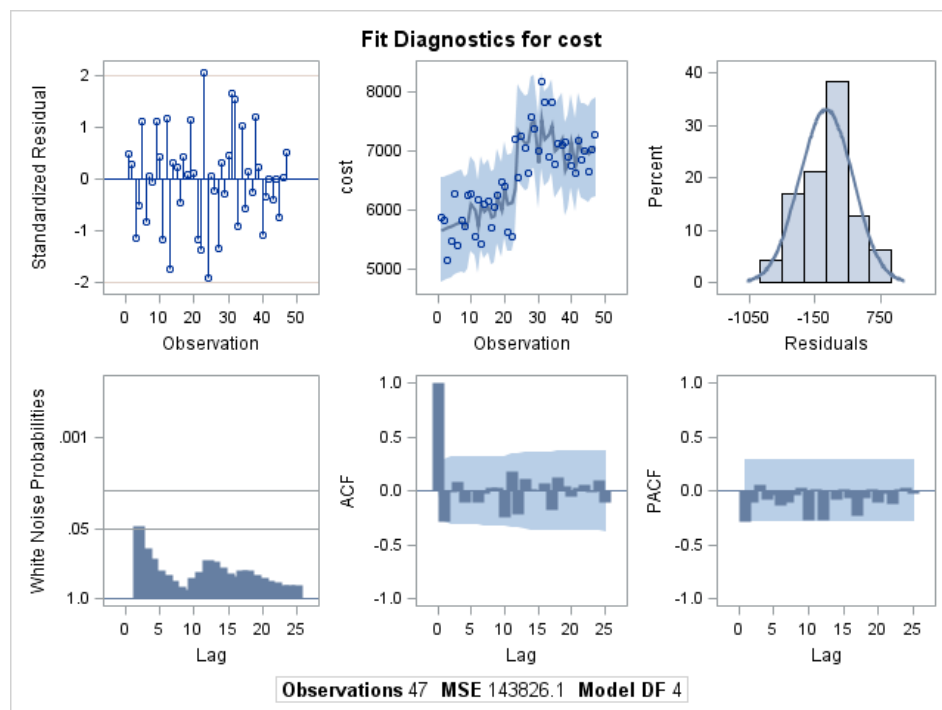 Fit Diagnostics for cost
Standardized Residual
2
1
0
-1
-2
0 10 20 30 40 50
Observation
cost
8000
7000
6000
5000
0 10 20 30 40 50
Observation
Percent
40
30
20
10
0
-1050 -150 750
Residuals
White Noise Probabilities
.001
.05
1.0
0 5 10 15 20 25
Lag
ACF
1.0
0.5
0.0
-0.5
-1.0
0 5 10 15 20 25
Lag
PACF
1.0
0.5
0.0
-0.5
-1.0
0 5 10 15 20 25
Lag
Observations 47 MSE 143826.1 Model DF 4